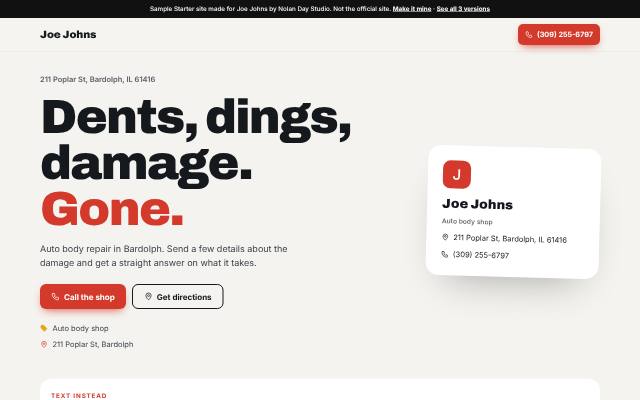 Sample Starter site made for Joe Johns by Nolan Day Studio. Not the official site. Make it mine · See all 3 versions
Joe Johns
(309) 255-6797
211 Poplar St, Bardolph, IL 61416
Dents, dings,
damage.
Gone.
Auto body repair in Bardolph. Send a few details about the
damage and get a straight answer on what it takes.
Call the shop
Get directions
Auto body shop
211 Poplar St, Bardolph
J
Joe Johns
Auto body shop
211 Poplar St, Bardolph, IL 61416
(309) 255-6797
TEXT INSTEAD